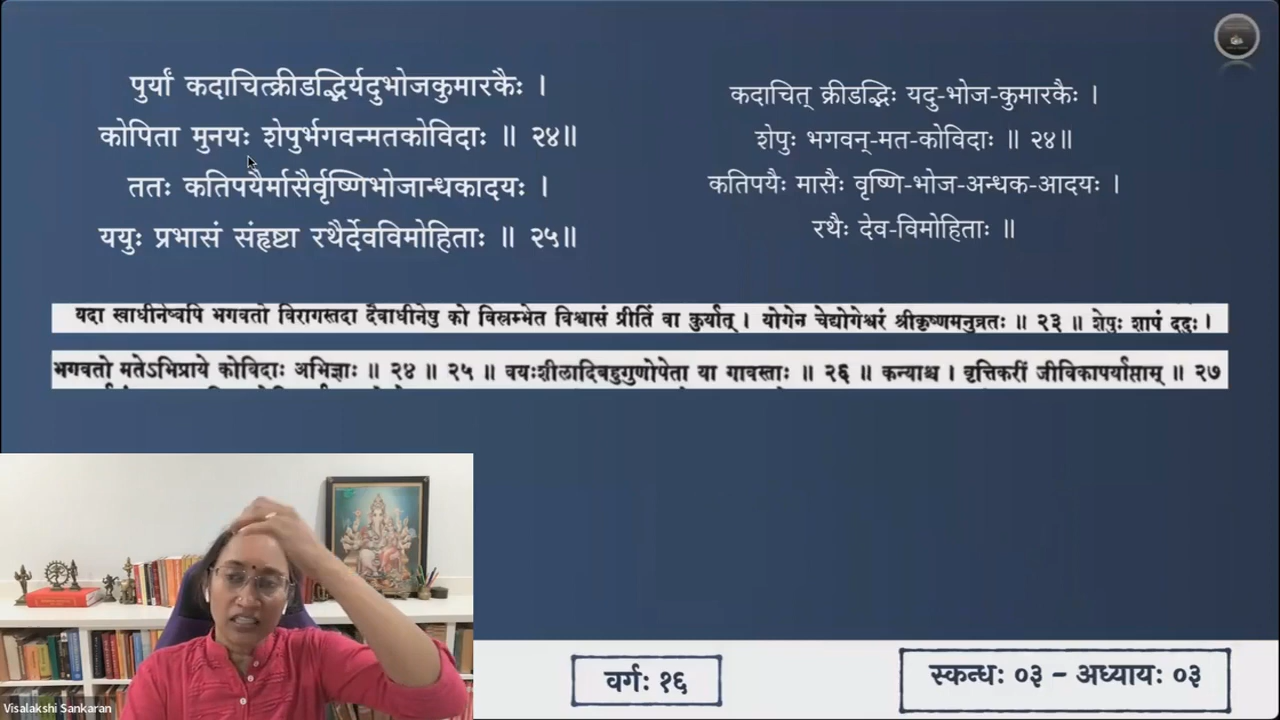 पुर्यां कदाचित्क्रीडद्भिर्यदुभोजकुमारकैः ।
कोपिता मुनयः शेपुर्भगवन्मतकोविदाः ॥ २४॥
ततः कतिपयैर्मासैर्वृष्णिभोजान्धकादयः ।
ययुः प्रभासं संहृष्टा रथैर्देवविमोहिताः ॥ २५॥
कदाचित् क्रीडद्भिः यदु-भोज-कुमारकैः ।
शेपुः भगवन्-मत-कोविदाः ॥ २४॥
कतिपयैः मासैः वृष्णि-भोज-अन्धक-आदयः ।
रथैः देव-विमोहिताः ॥
यदा स्वाधीनेष्वपि भगवतो विरागस्तदा दैवाधीनेषु को विस्रम्भेत विश्वासं प्रीतिं वा कुर्यात् । योगेन चेद्योगेश्वरं श्रीकृष्णमनुव्रतः ॥ २३ ॥ शेपुः शापं ददुः ।
भगवतो मतेऽभिप्राये कोविदाः अभिज्ञाः ॥ २४ ॥ २५ ॥ वयःशीलादिबहुगुणोपेता या गावस्ताः ॥ २६ ॥ कन्याश्च । वृत्तिकरीं जीविकापर्याप्ताम् ॥ २७
वर्गः १६
स्कन्धः ०३ – अध्यायः ०३
Visalakshi Sankaran